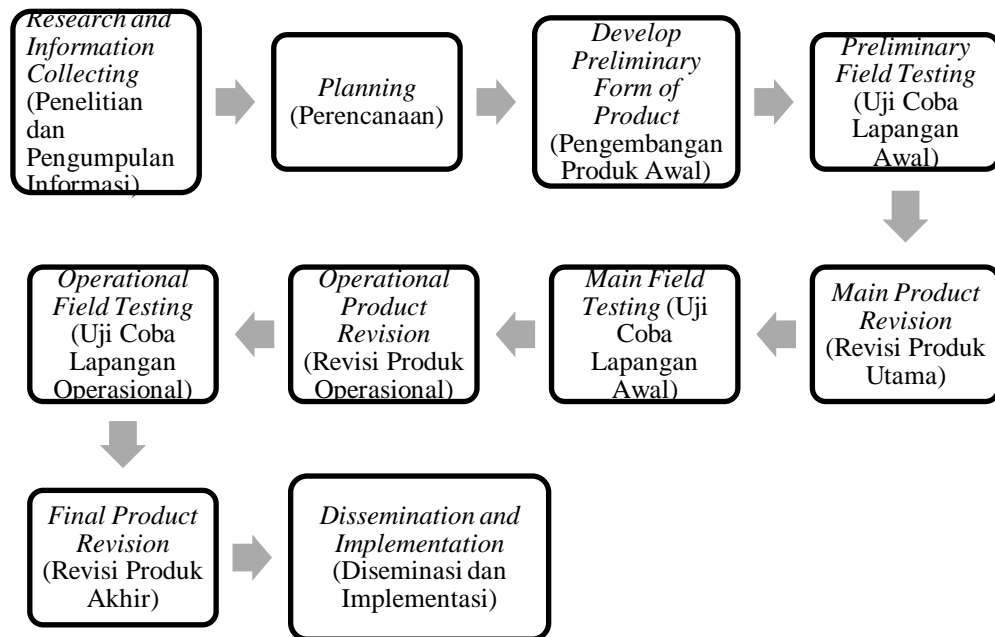 Research and
Information
Collecting
(Penelitian
dan
Pengumpulan
Informasi)
Planning
(Perencanaan)
Develop
Preliminary
Form of
Product
(Pengembangan
Produk Awal)
Preliminary
Field Testing
(Uji Coba
Lapangan
Awal)
Main Product
Revision
(Revisi Produk
Utama)
Main Field
Testing (Uji
Coba
Lapangan
Awal)
Operational
Product
Revision
(Revisi Produk
Operasional)
Operational
Field Testing
(Uji Coba
Lapangan
Operasional)
Final Product
Revision
(Revisi Produk
Akhir)
Dissemination and
Implementation
(Diseminasi dan
Implementasi)